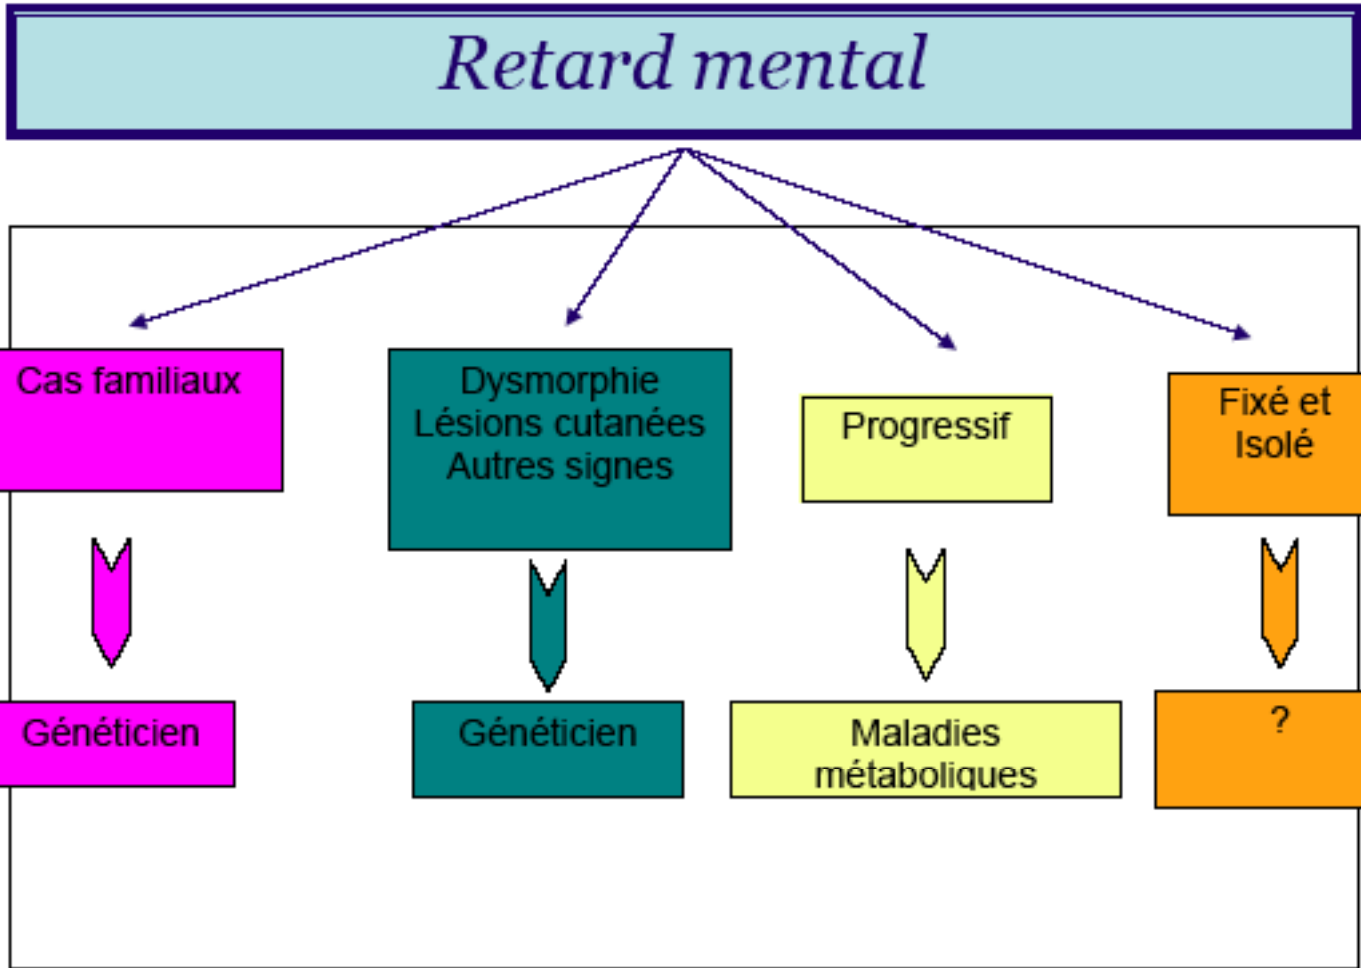 Retard mental
Cas familiaux
Dysmorphie
Lésions cutanées
Autres signes
Progressif
Fixé et
Isolé
Généticien
Généticien
Maladies
métaboliques
?